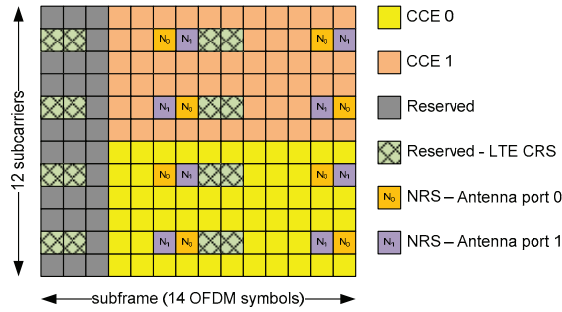 CCE 0
N₀ N₁ N₀ N₁
CCE 1
N₁ N₀ N₁ N₀
Reserved
12 subcarriers
Reserved - LTE CRS
N₀ N₁ N₀ N₁
NRS – Antenna port 0
N₁ N₀ N₁ N₀
NRS – Antenna port 1
subframe (14 OFDM symbols)